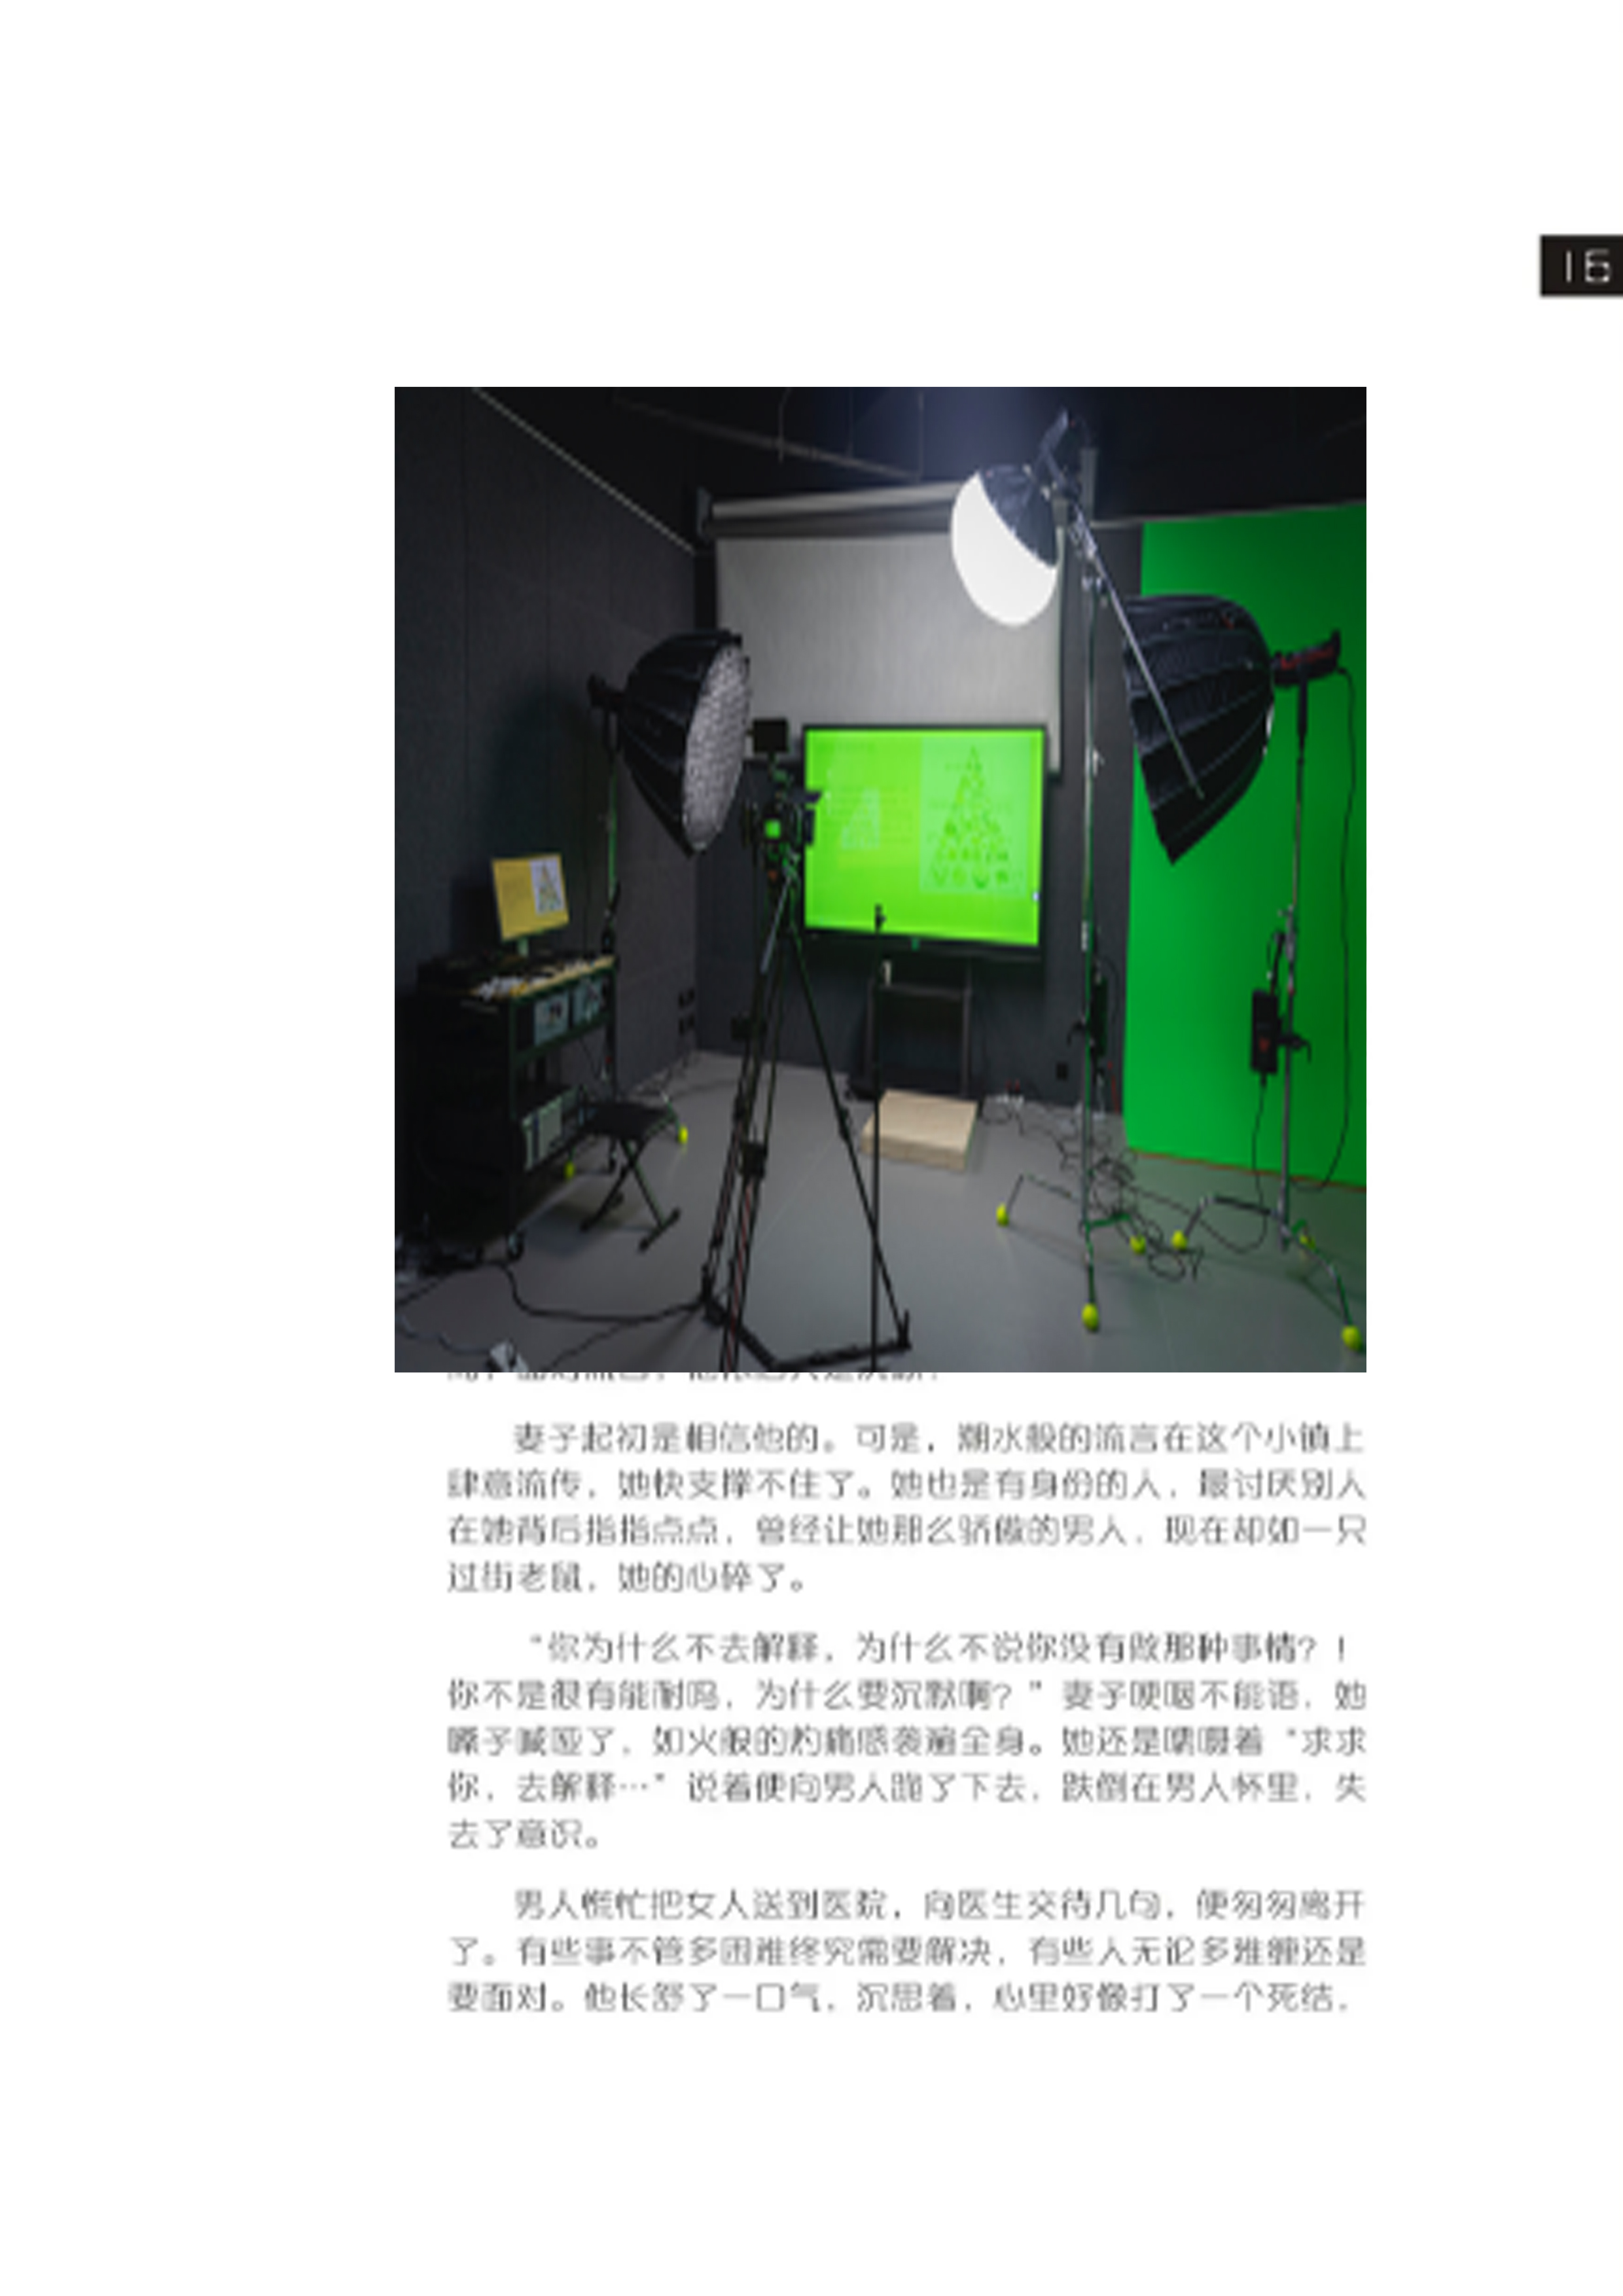 16
妻子起初是相信他的。可是，潮水般的流言在这个小镇上
肆意流传，她快支撑不住了。她也是有身份的人，最讨厌别人
在她背后指指点点，曾经让她那么骄傲的男人，现在却如一只
过街老鼠，她的心碎了。
“你为什么不去解释，为什么不说你没有做那种事情？！
你不是很有能耐吗，为什么要沉默啊？”妻子哽咽不能语，她
嗓子喊哑了，如火般的灼痛感袭遍全身。她还是嚅嗫着“求求
你，去解释…”说着便向男人跪了下去，跌倒在男人怀里，失
去了意识。
男人慌忙把女人送到医院，向医生交待几句，便匆匆离开
了。有些事不管多困难终究需要解决，有些人无论多难缠还是
要面对。他长舒了一口气，沉思着，心里好像打了一个死结，